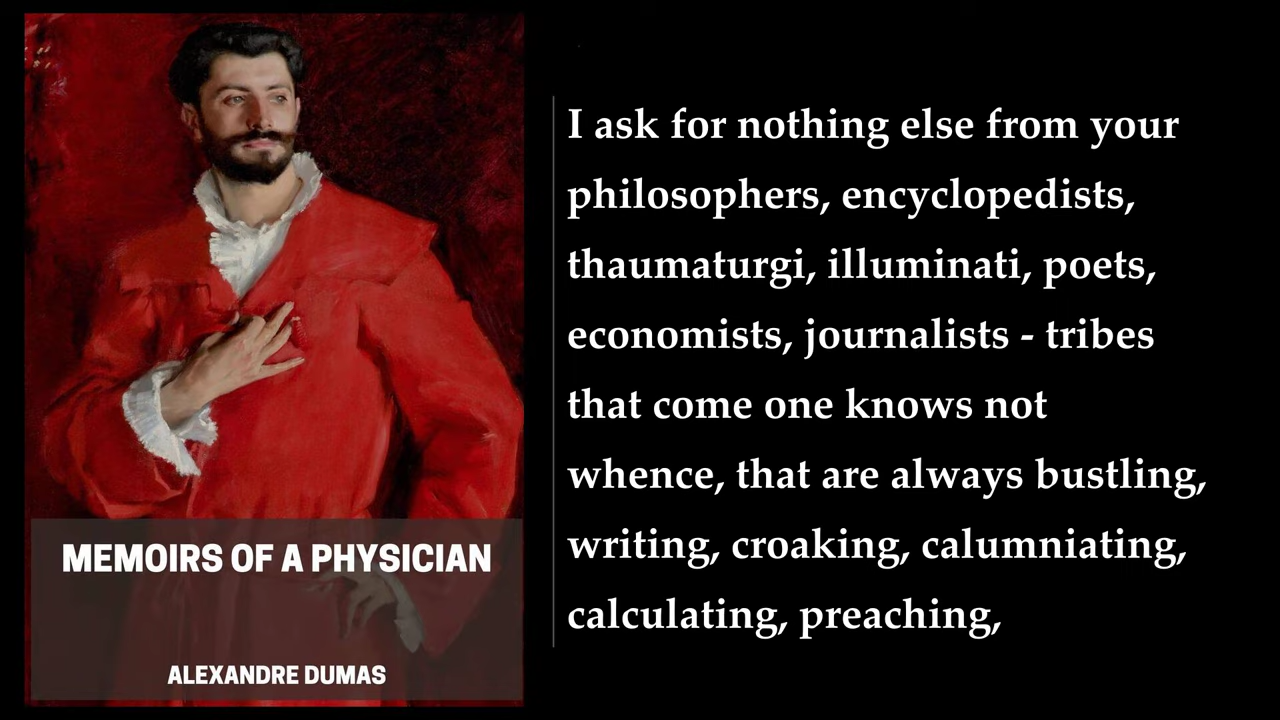 MEMOIRS OF A PHYSICIAN
ALEXANDRE DUMAS
I ask for nothing else from your
philosophers, encyclopedists,
thaumaturgi, illuminati, poets,
economists, journalists - tribes
that come one knows not
whence, that are always bustling,
writing, croaking, calumniating,
calculating, preaching,